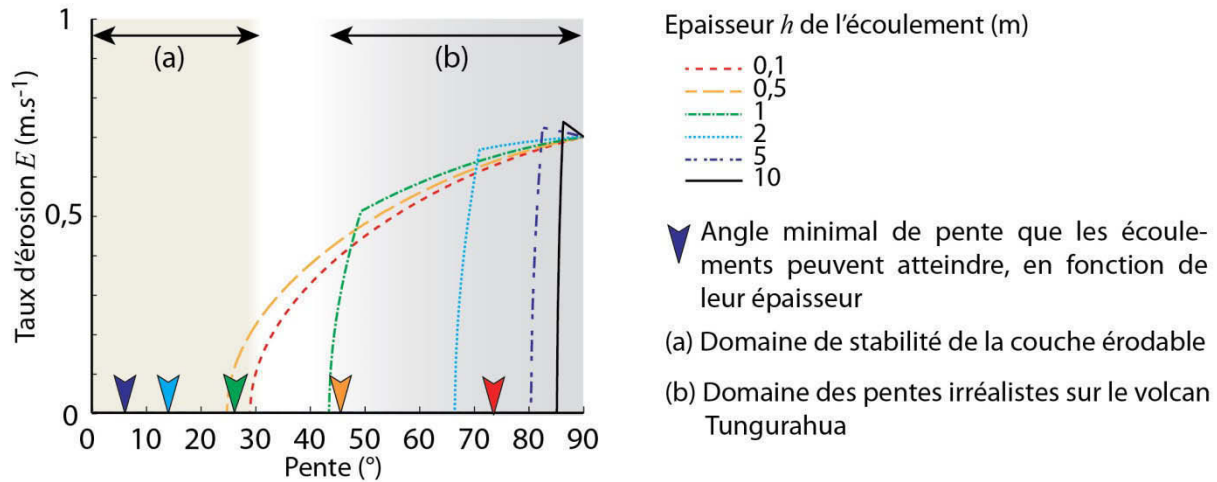 1
(a)
(b)
0,5
0
Taux d'érosion E (m.s-1)
0 10 20 30 40 50 60 70 80 90
Pente (°)
Epaisseur h de l'écoulement (m)
0,1
0,5
1
2
5
10
Angle minimal de pente que les écoule-
ments peuvent atteindre, en fonction de
leur épaisseur
(a) Domaine de stabilité de la couche érodable
(b) Domaine des pentes irréalistes sur le volcan
Tungurahua